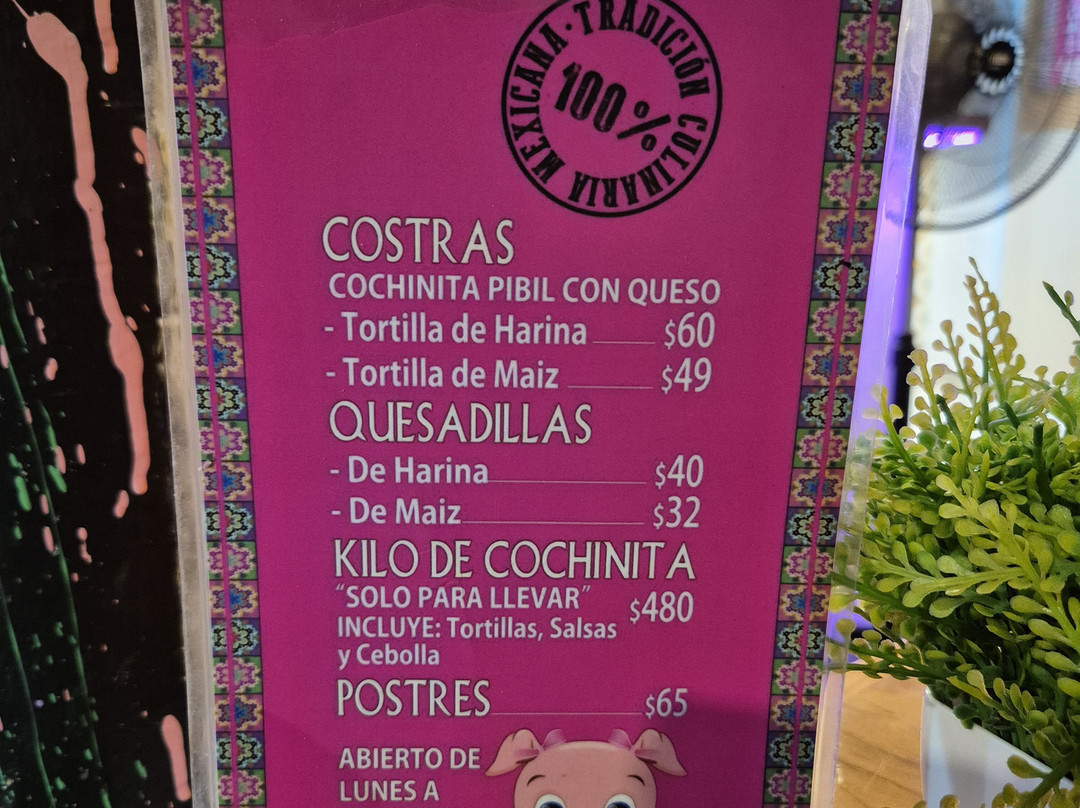 MEXICANA · TRADICIÓN CULINARIA
100%
COSTRAS
COCHINITA PIBIL CON QUESO
- Tortilla de Harina $60
- Tortilla de Maiz $49
QUESADILLAS
- De Harina $40
- De Maiz $32
KILO DE COCHINITA
"SOLO PARA LLEVAR" $480
INCLUYE: Tortillas, Salsas
y Cebolla
POSTRES $65
ABIERTO DE
LUNES A